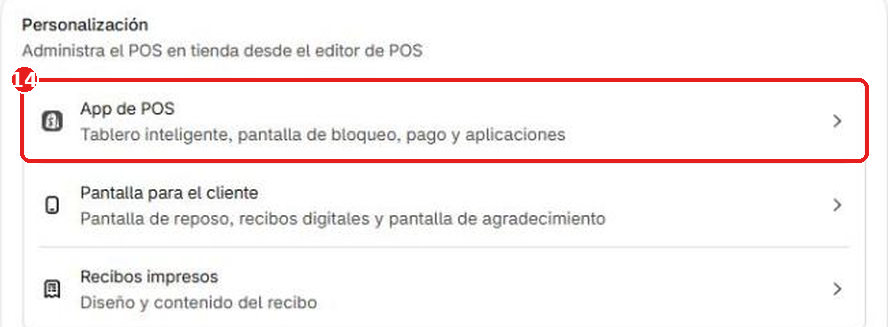 Personalización
Administra el POS en tienda desde el editor de POS
14
App de POS
Tablero inteligente, pantalla de bloqueo, pago y aplicaciones
Pantalla para el cliente
Pantalla de reposo, recibos digitales y pantalla de agradecimiento
Recibos impresos
Diseño y contenido del recibo